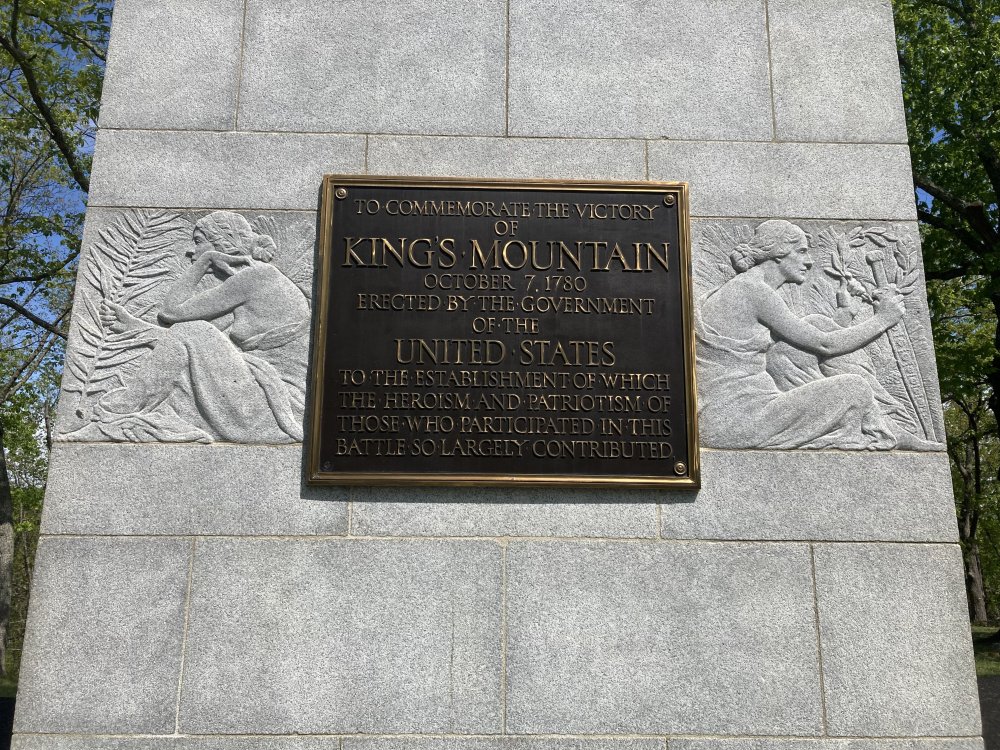 TO·COMMEMORATE·THE·VICTORY
OF
KING'S·MOUNTAIN
OCTOBER 7, 1780
ERECTED BY·THE·GOVERNMENT
OF·THE
UNITED·STATES
TO·THE·ESTABLISHMENT·OF·WHICH
THE·HEROISM·AND·PATRIOTISM·OF
THOSE·WHO·PARTICIPATED·IN·THIS
BATTLE·SO·LARGELY·CONTRIBUTED